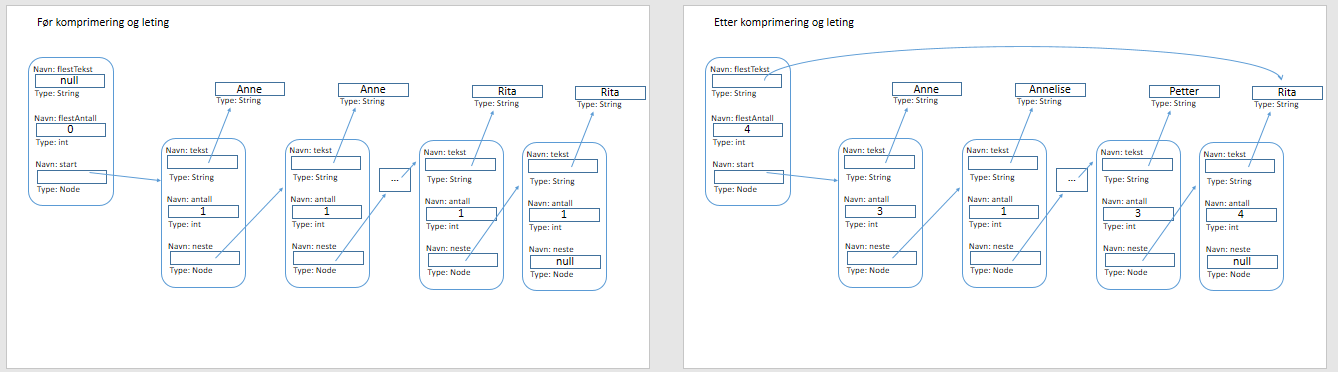 Før komprimering og leting
Navn: flestTekst
null
Type: String
Navn: flestAntall
0
Type: int
Navn: start
Type: Node
Anne
Type: String
Navn: tekst
Type: String
Navn: antall
1
Type: int
Navn: neste
Type: Node
Anne
Type: String
Navn: tekst
Type: String
Navn: antall
1
Type: int
Navn: neste
Type: Node
...
Rita
Type: String
Navn: tekst
Type: String
Navn: antall
1
Type: int
Navn: neste
Type: Node
Rita
Type: String
Navn: tekst
Type: String
Navn: antall
1
Type: int
Navn: neste
null
Type: Node
Etter komprimering og leting
Navn: flestTekst
Type: String
Navn: flestAntall
4
Type: int
Navn: start
Type: Node
Anne
Type: String
Navn: tekst
Type: String
Navn: antall
3
Type: int
Navn: neste
Type: Node
Annelise
Type: String
Navn: tekst
Type: String
Navn: antall
1
Type: int
Navn: neste
Type: Node
...
Petter
Type: String
Navn: tekst
Type: String
Navn: antall
3
Type: int
Navn: neste
Type: Node
Rita
Type: String
Navn: tekst
Type: String
Navn: antall
4
Type: int
Navn: neste
null
Type: Node